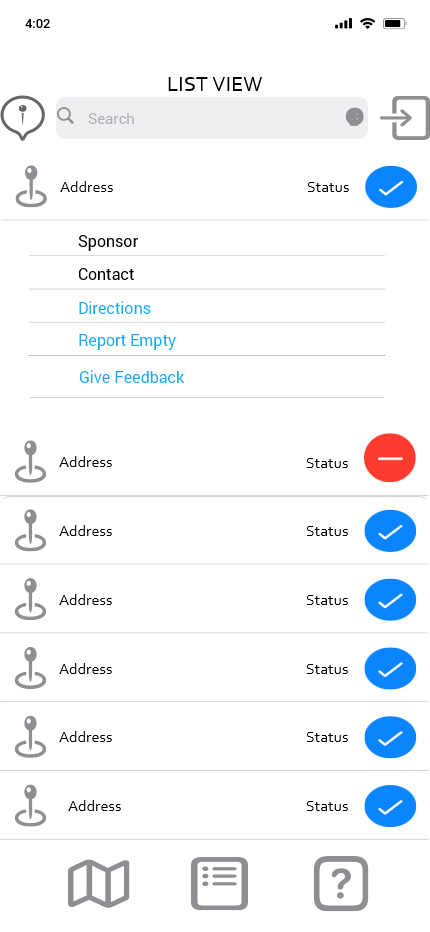 4:02
LIST VIEW
Search
Address Status
Sponsor
Contact
Directions
Report Empty
Give Feedback
Address Status
Address Status
Address Status
Address Status
Address Status
Address Status
?